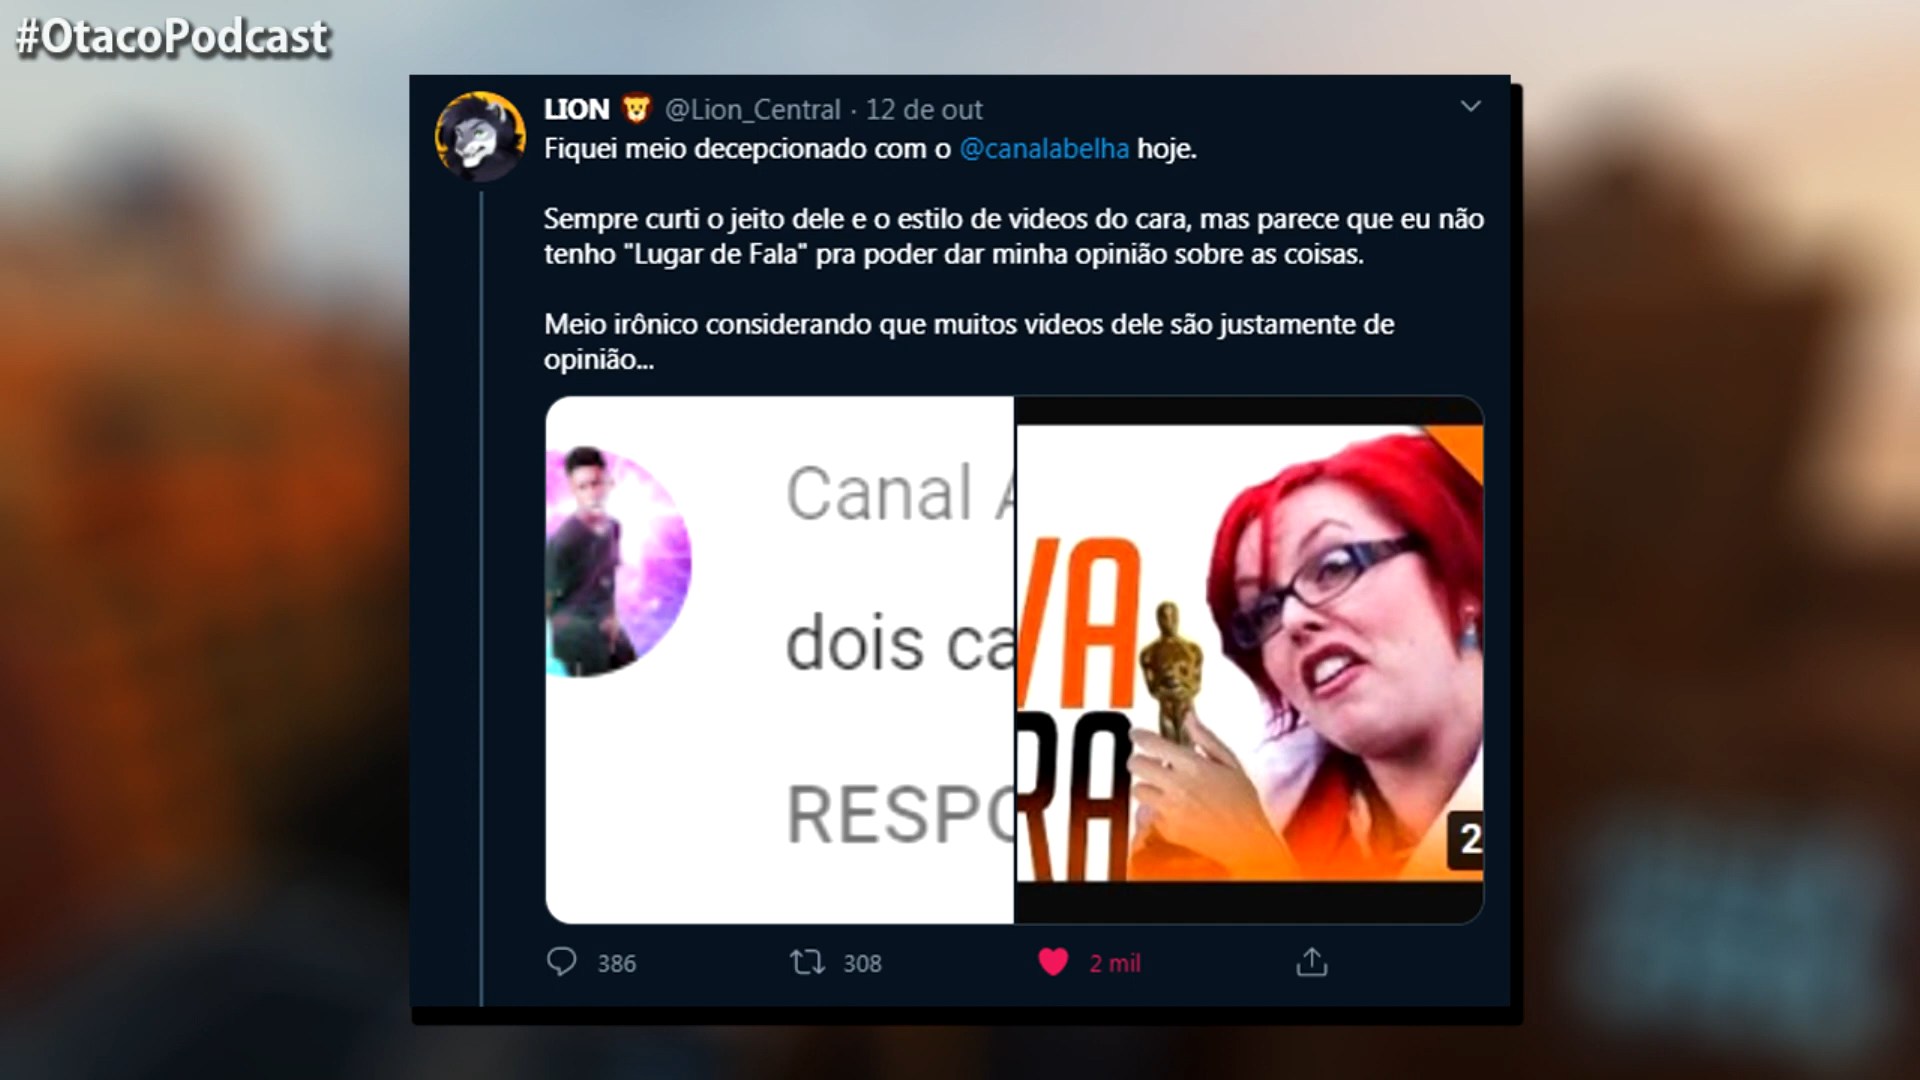 #OtacoPodcast
LION @Lion_Central · 12 de out
Fiquei meio decepcionado com o @canalabelha hoje.
Sempre curti o jeito dele e o estilo de videos do cara, mas parece que eu não
tenho "Lugar de Fala" pra poder dar minha opinião sobre as coisas.
Meio irônico considerando que muitos videos dele são justamente de
opinião...
Canal A
dois ca
RESPO
VA
RA
2
386 308 2 mil